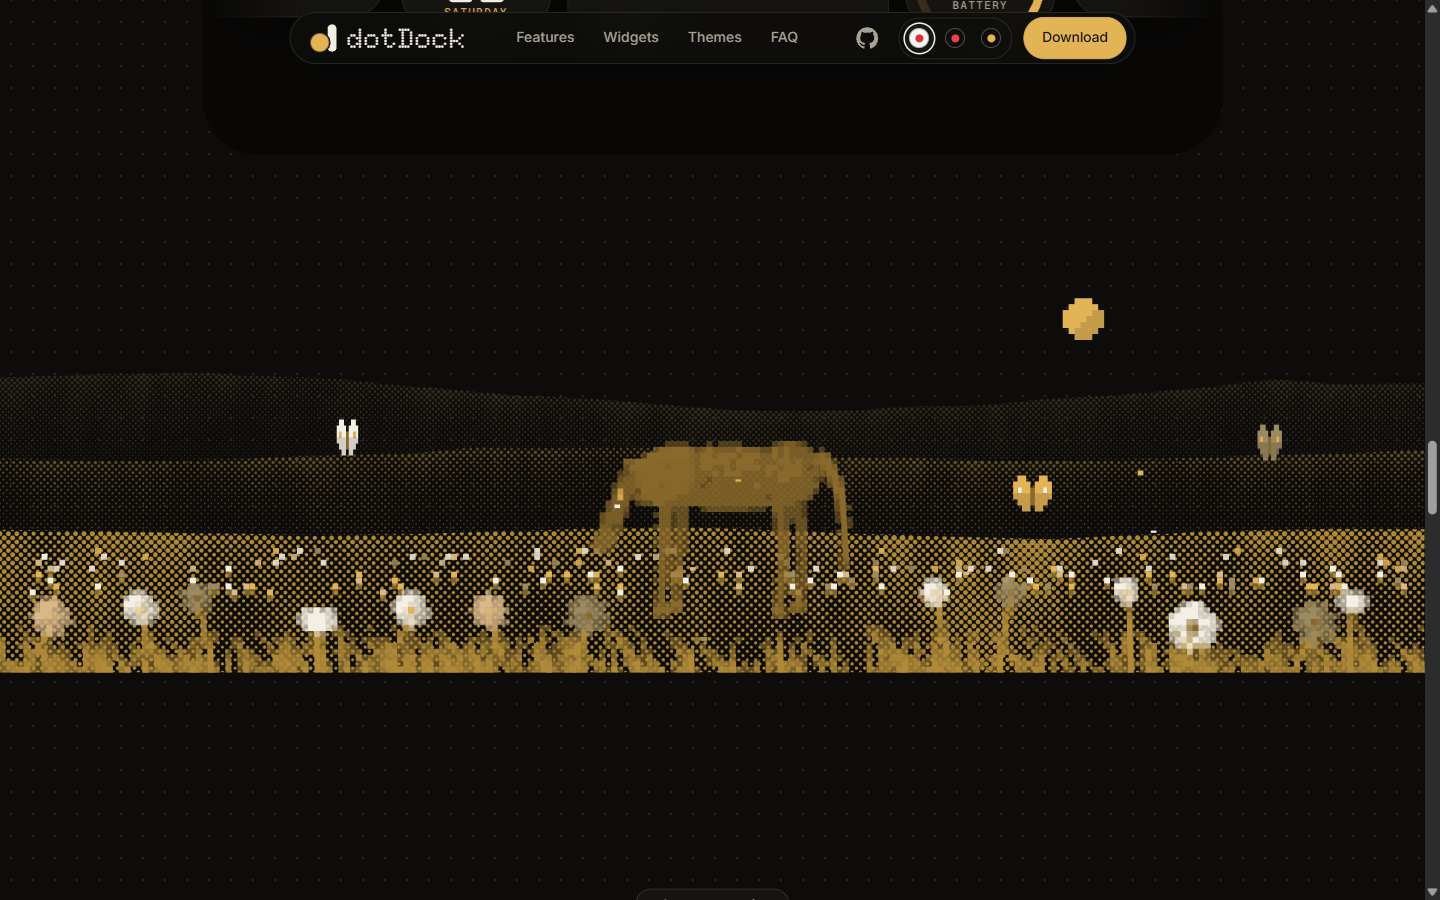 SATURDAY
BATTERY
dotDock
Features
Widgets
Themes
FAQ
Download